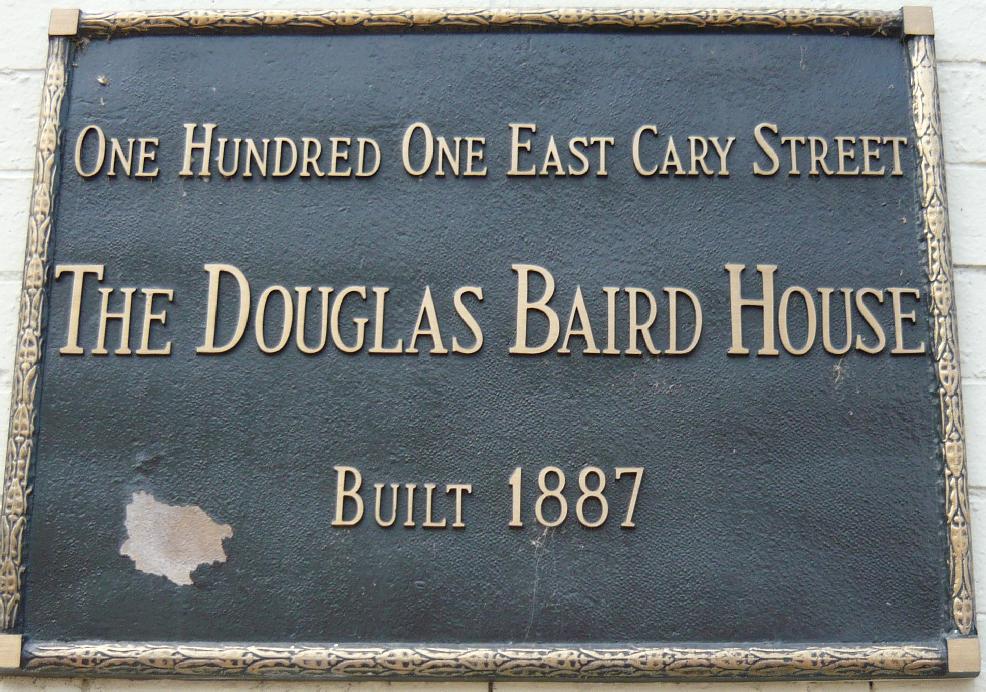 One Hundred One East Cary Street
The Douglas Baird House
Built 1887